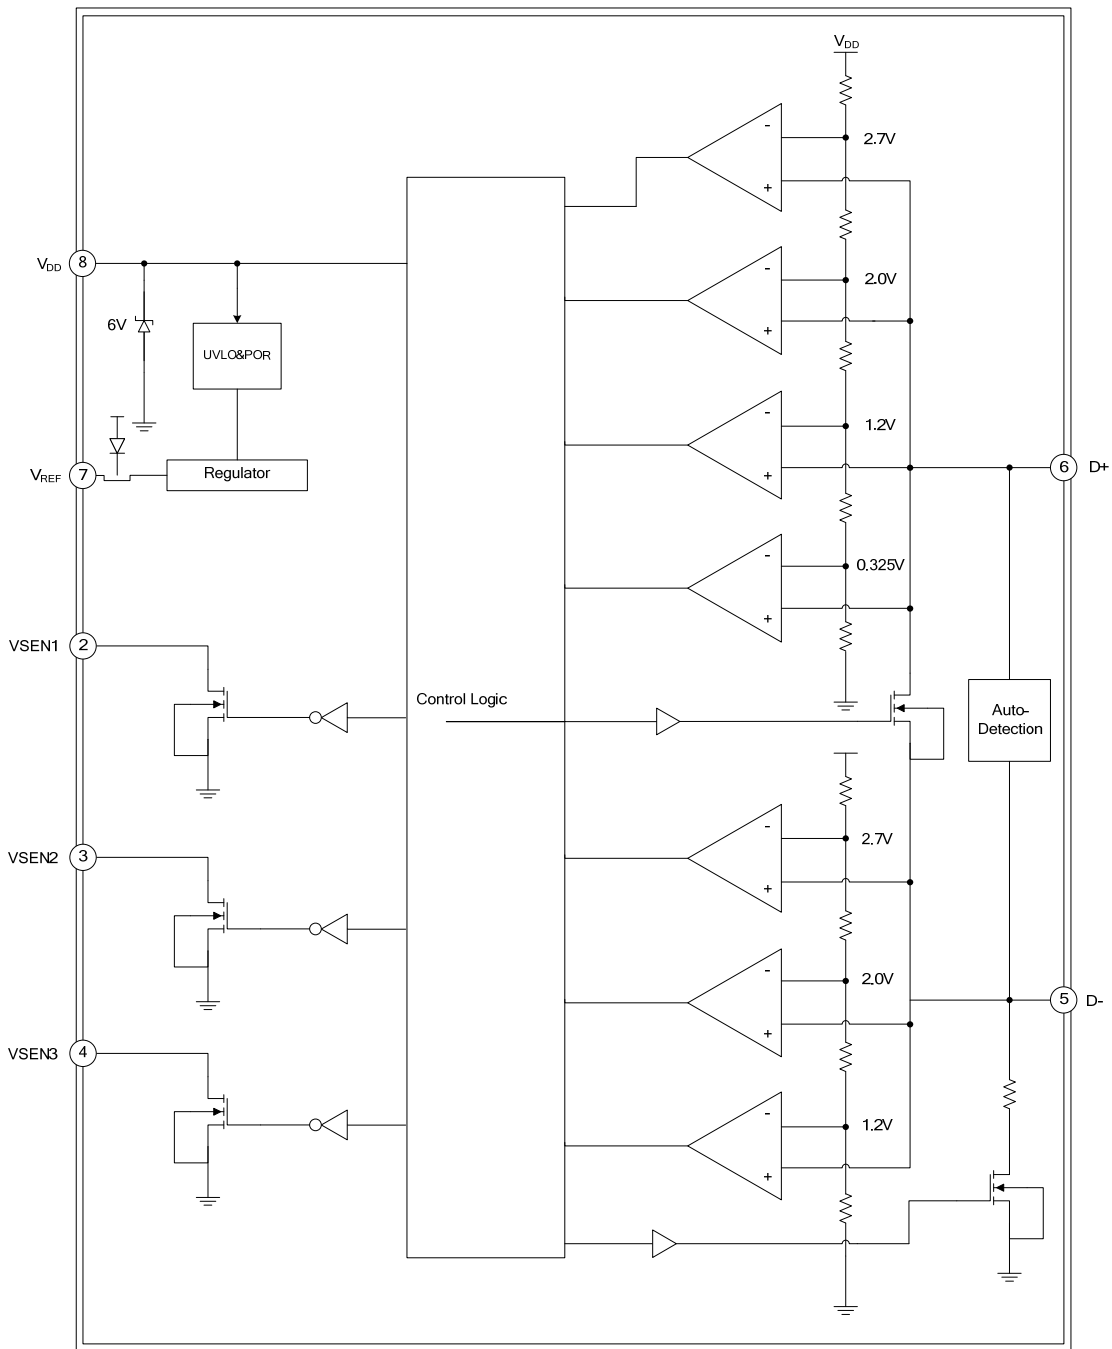 VDD
-
2.7V
+
VDD
8
-
2.0V
+
6V
UVLO&POR
-
1.2V
+
VREF
7
Regulator
6
D+
-
0.325V
+
VSEN1
2
Control Logic
Auto-
Detection
-
2.7V
+
VSEN2
3
-
2.0V
+
5
D-
VSEN3
4
-
1.2V
+